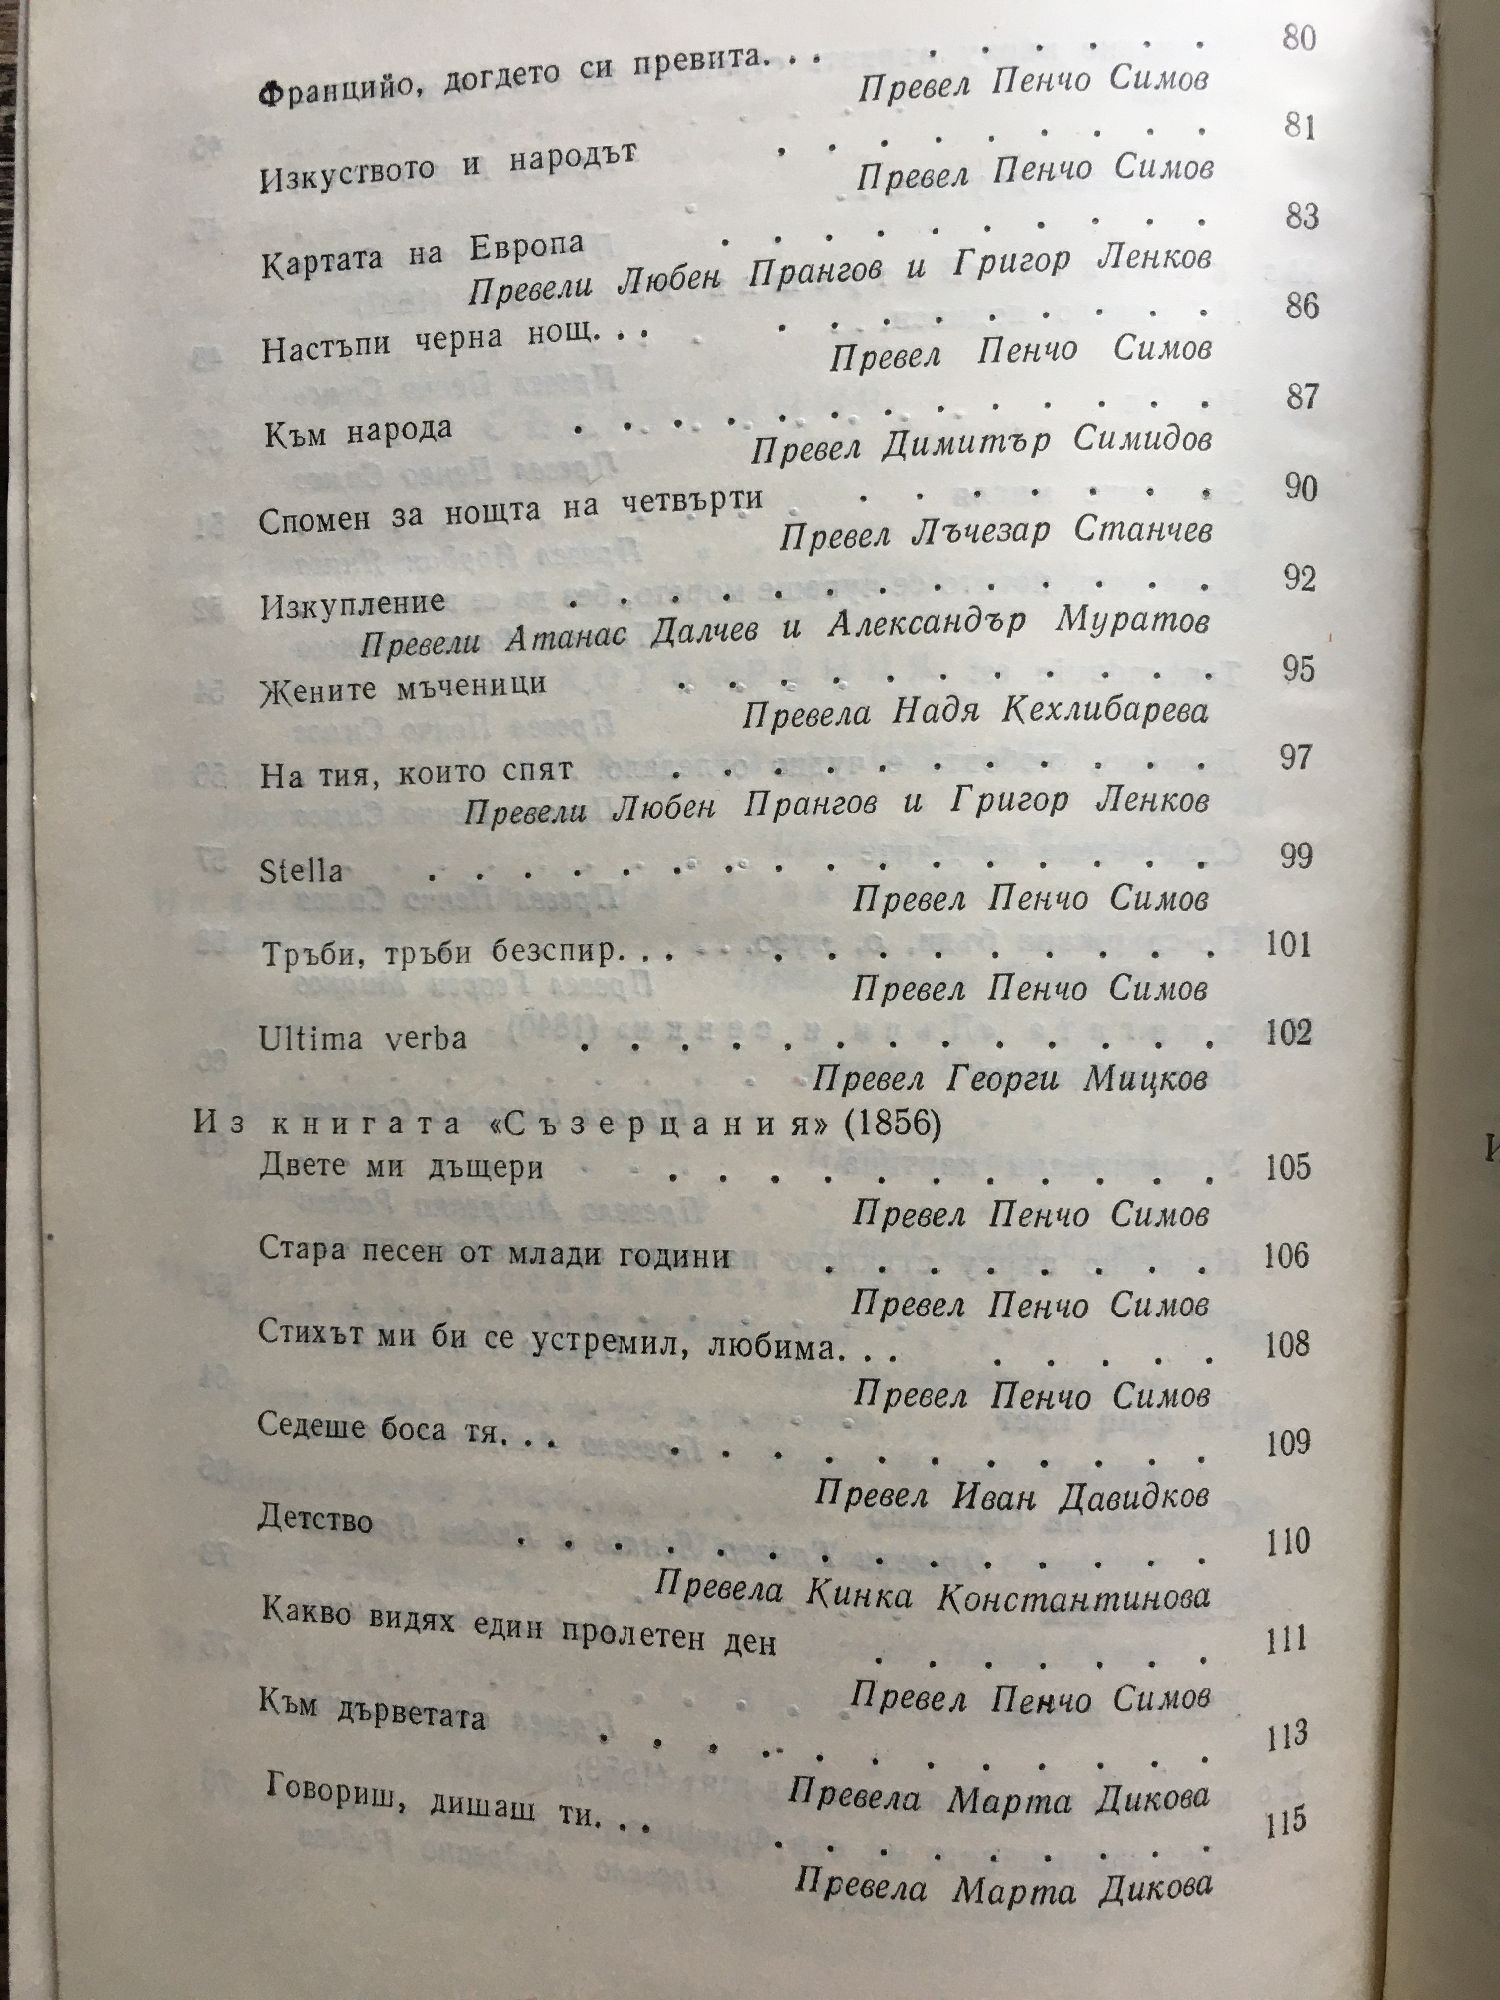 Францийо, догдето си превита. . . . . . . . . 80
Превел Пенчо Симов
Изкуството и народът . . . . . . . . . 81
Превел Пенчо Симов
Картата на Европа . . . . . . . . . . 83
Превели Любен Прангов и Григор Ленков
Настъпи черна нощ. . . . . . . . . . . . 86
Превел Пенчо Симов
Към народа . . . . . . . . . . . . . 87
Превел Димитър Симидов
Спомен за нощта на четвърти . . . . . . . 90
Превел Лъчезар Станчев
Изкупление . . . . . . . . . . . . . 92
Превели Атанас Далчев и Александър Муратов
Жените мъченици . . . . . . . . . . . 95
Превела Надя Кехлибарева
На тия, които спят . . . . . . . . . . . 97
Превели Любен Прангов и Григор Ленков
Stella . . . . . . . . . . . . . . . . 99
Превел Пенчо Симов
Тръби, тръби безспир. . . . . . . . . . . . 101
Превел Пенчо Симов
Ultima verba . . . . . . . . . . . . . 102
Превел Георги Мицков
Из книгата «Съзерцания» (1856)
Двете ми дъщери . . . . . . . . . . . 105
Превел Пенчо Симов
Стара песен от млади години . . . . . . . . 106
Превел Пенчо Симов
Стихът ми би се устремил, любима. . . . . . . . 108
Превел Пенчо Симов
Седеше боса тя. . . . . . . . . . . . . . 109
Превел Иван Давидков
Детство . . . . . . . . . . . . . . 110
Превела Кинка Константинова
Какво видях един пролетен ден . . . . . . . 111
Превел Пенчо Симов
Към дърветата . . . . . . . . . . . . 113
Превела Марта Дикова
Говориш, дишаш ти. . . . . . . . . . . . 115
Превела Марта Дикова